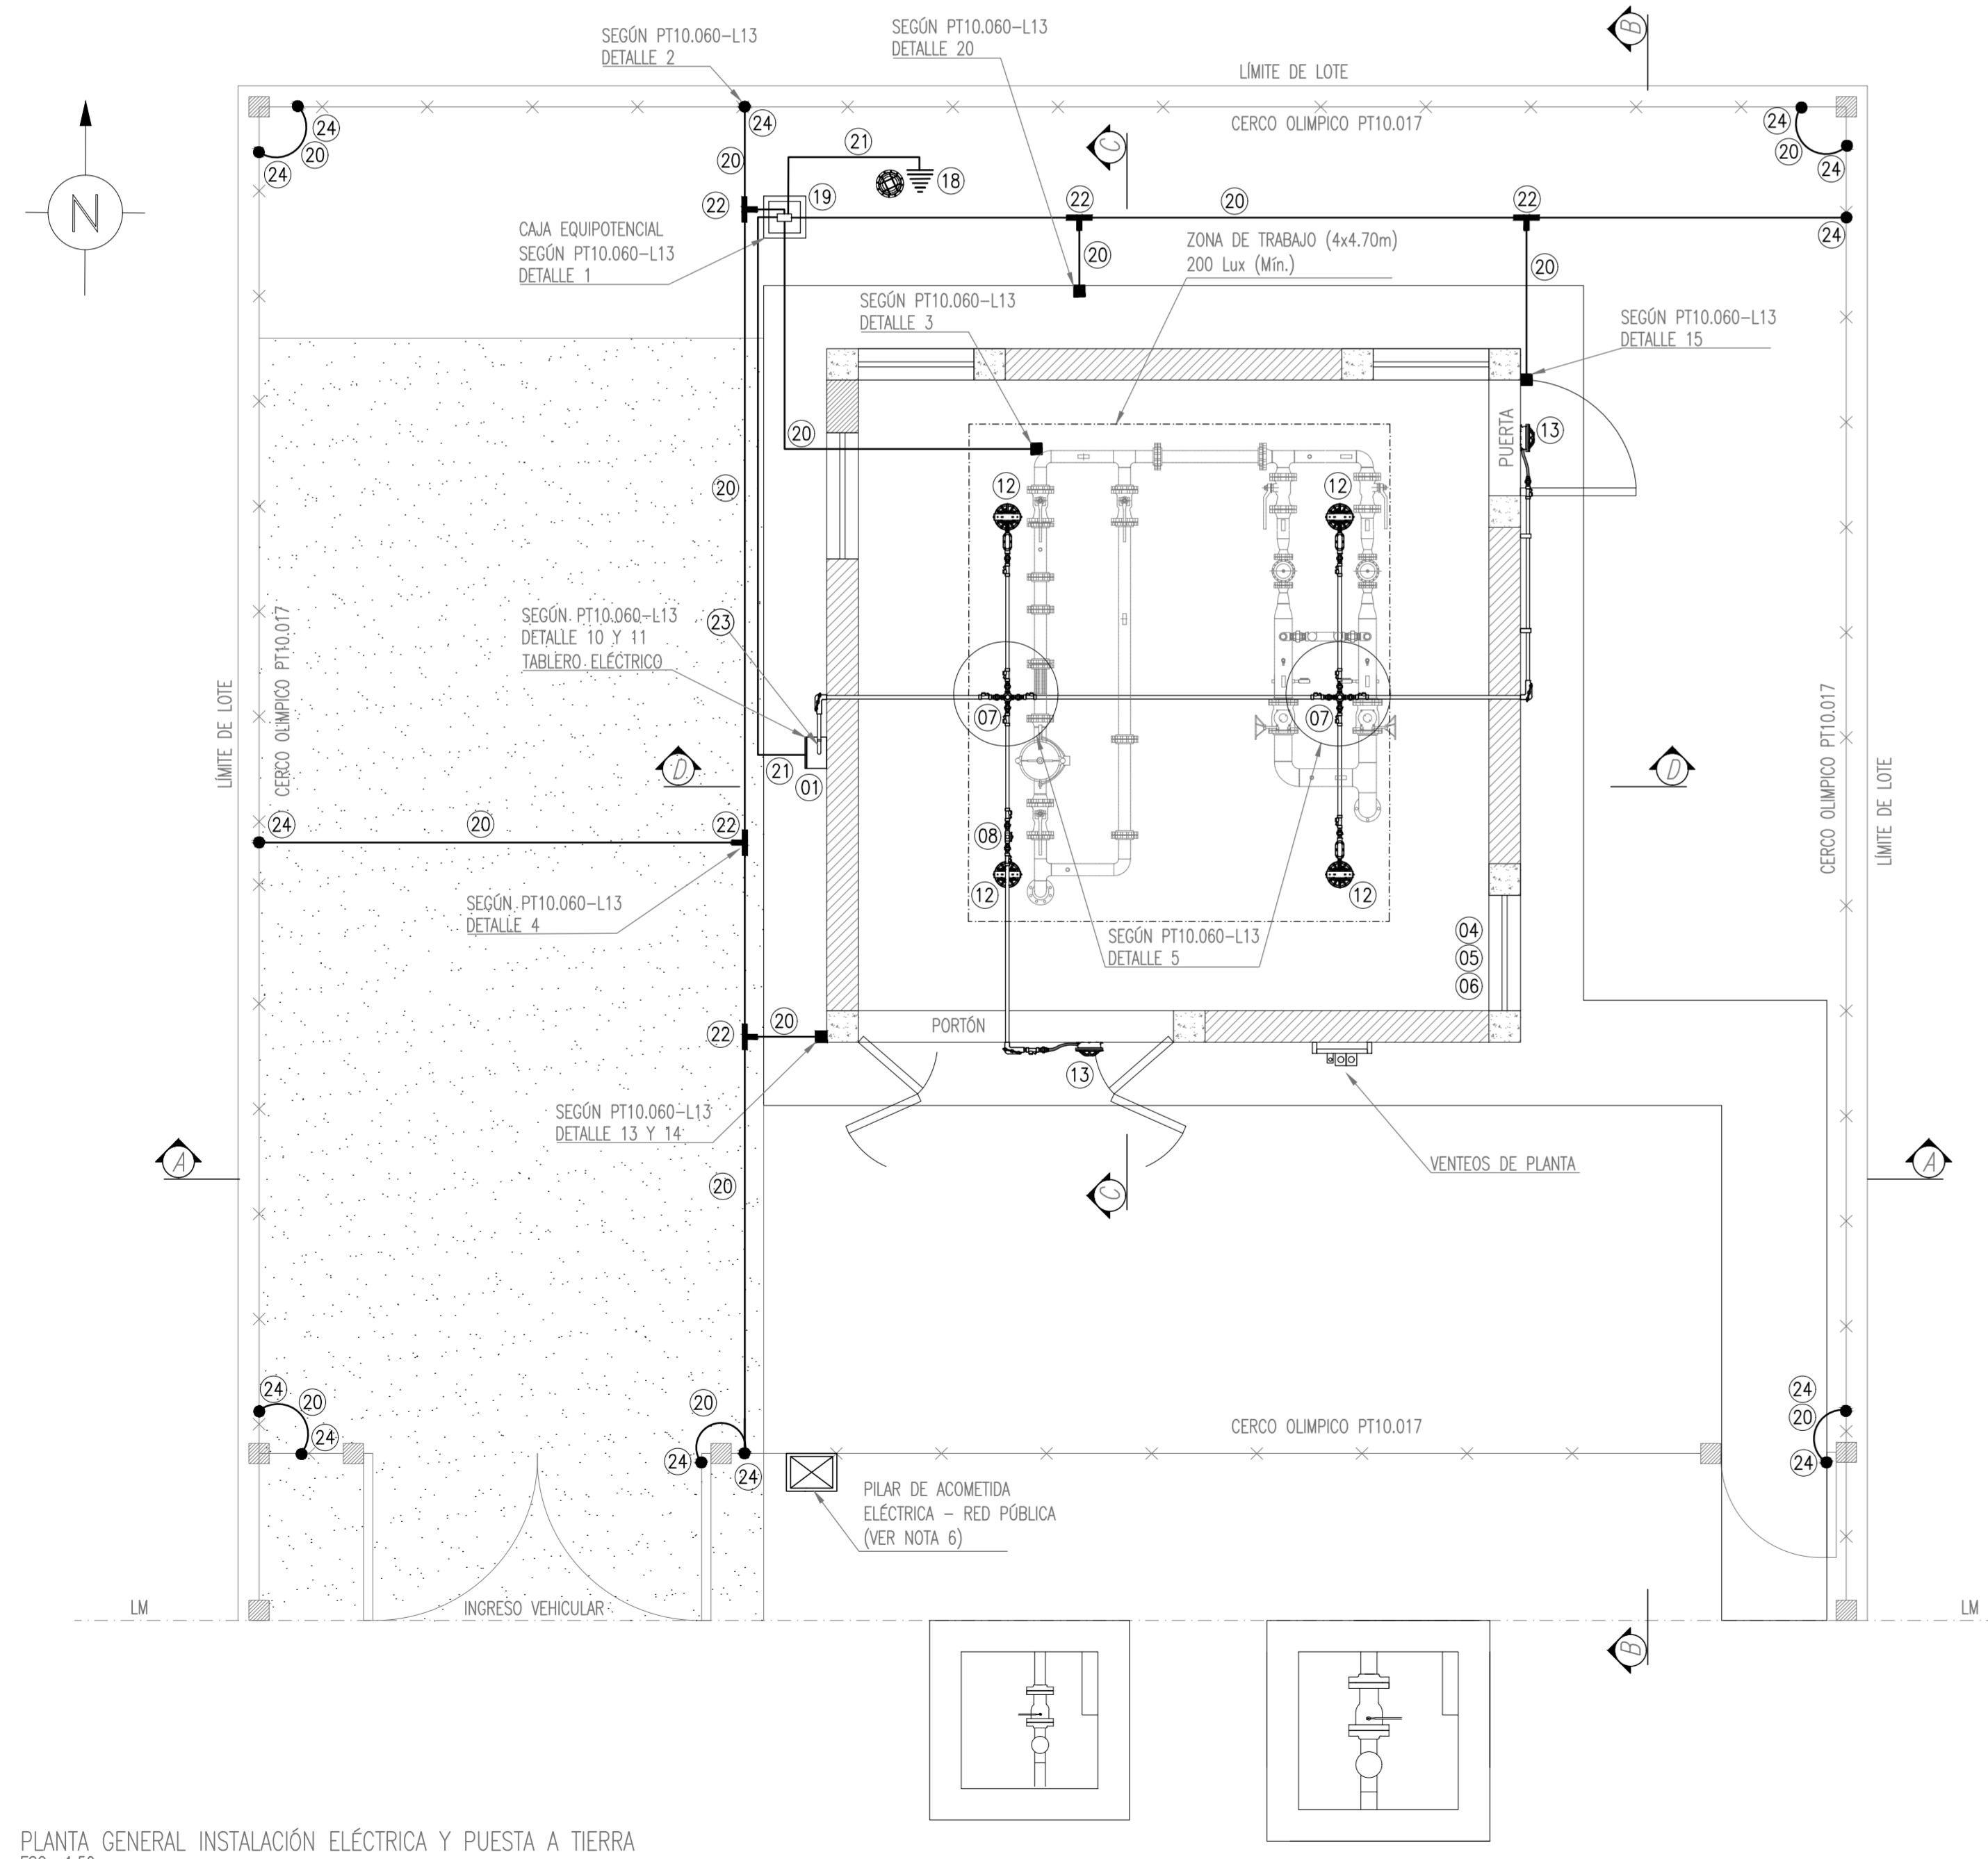 SEGÚN PT10.060-L13
DETALLE 2
SEGÚN PT10.060-L13
DETALLE 20
B
LÍMITE DE LOTE
CERCO OLIMPICO PT10.017
24
20
24
24
20
21
18
19
22
C
22
20
22
24
20
24
24
N
CAJA EQUIPOTENCIAL
SEGÚN PT10.060-L13
DETALLE 1
ZONA DE TRABAJO (4x4.70m)
200 Lux (Mín.)
20
20
SEGÚN PT10.060-L13
DETALLE 3
SEGÚN PT10.060-L13
DETALLE 15
20
20
12
12
PUERTA
13
SEGÚN PT10.060-L13
DETALLE 10 Y 11
TABLERO ELÉCTRICO
23
LÍMITE DE LOTE
CERCO OLIMPICO PT10.017
07
07
D
21
01
D
CERCO OLIMPICO PT10.017
LÍMITE DE LOTE
24
20
22
08
12
12
SEGÚN PT10.060-L13
DETALLE 4
SEGÚN PT10.060-L13
DETALLE 5
04
05
06
22
20
PORTÓN
13
SEGÚN PT10.060-L13
DETALLE 13 Y 14
A
20
C
VENTEOS DE PLANTA
A
24
20
24
20
24
24
CERCO OLIMPICO PT10.017
24
20
24
PILAR DE ACOMETIDA
ELÉCTRICA - RED PÚBLICA
(VER NOTA 6)
LM
INGRESO VEHICULAR
LM
B
PLANTA GENERAL INSTALACIÓN ELÉCTRICA Y PUESTA A TIERRA